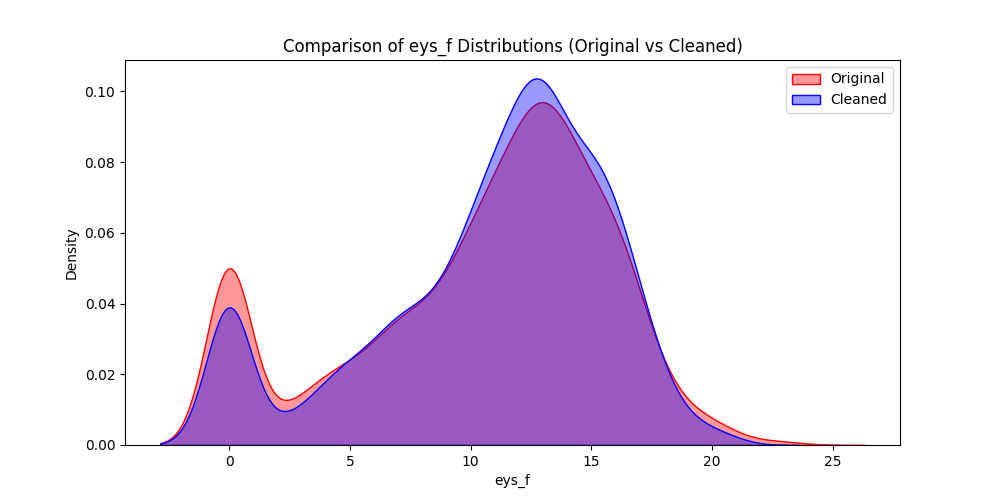 Comparison of eys_f Distributions (Original vs Cleaned)
Original
Cleaned
Density
0.10
0.08
0.06
0.04
0.02
0.00
0 5 10 15 20 25
eys_f